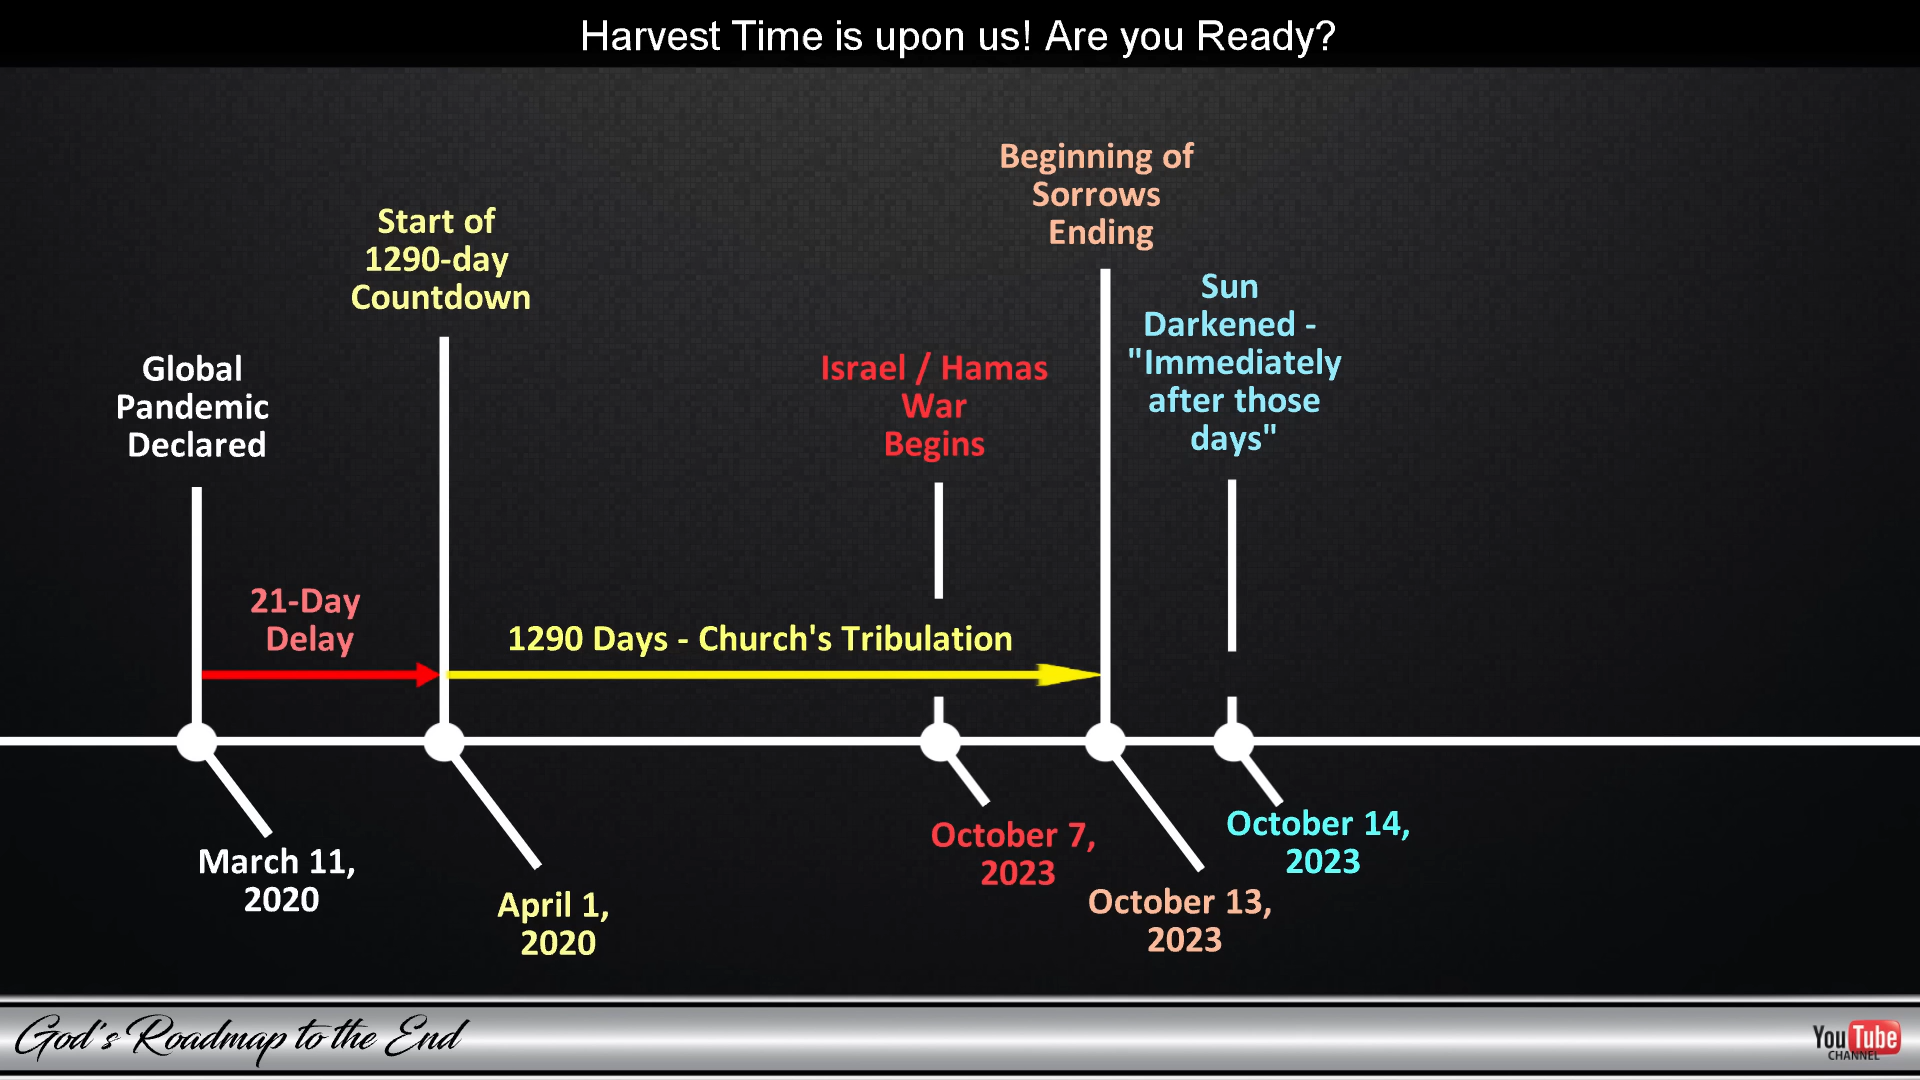 Harvest Time is upon us! Are you Ready?
Beginning of
Sorrows
Ending
Start of
1290-day
Countdown
Sun
Darkened -
"Immediately
after those
days"
Global
Pandemic
Declared
Israel / Hamas
War
Begins
21-Day
Delay
1290 Days - Church's Tribulation
March 11,
2020
April 1,
2020
October 7,
2023
October 13,
2023
October 14,
2023
God's Roadmap to the End
YouTube
CHANNEL